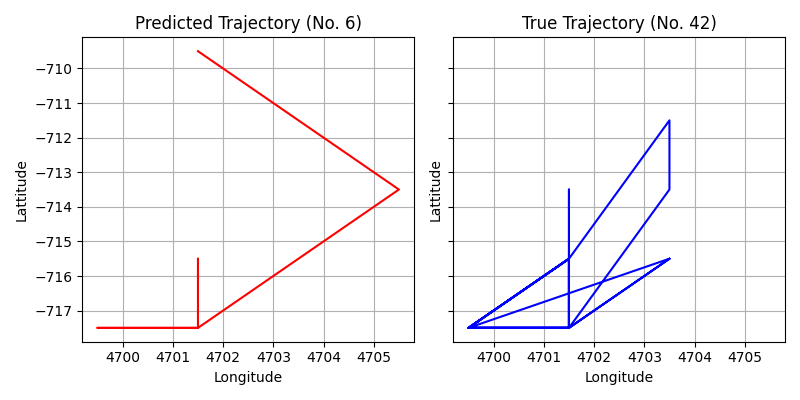 Predicted Trajectory (No. 6)
True Trajectory (No. 42)
−710
−711
−712
−713
−714
−715
−716
−717
Lattitude
Lattitude
4700 4701 4702 4703 4704 4705
4700 4701 4702 4703 4704 4705
Longitude
Longitude